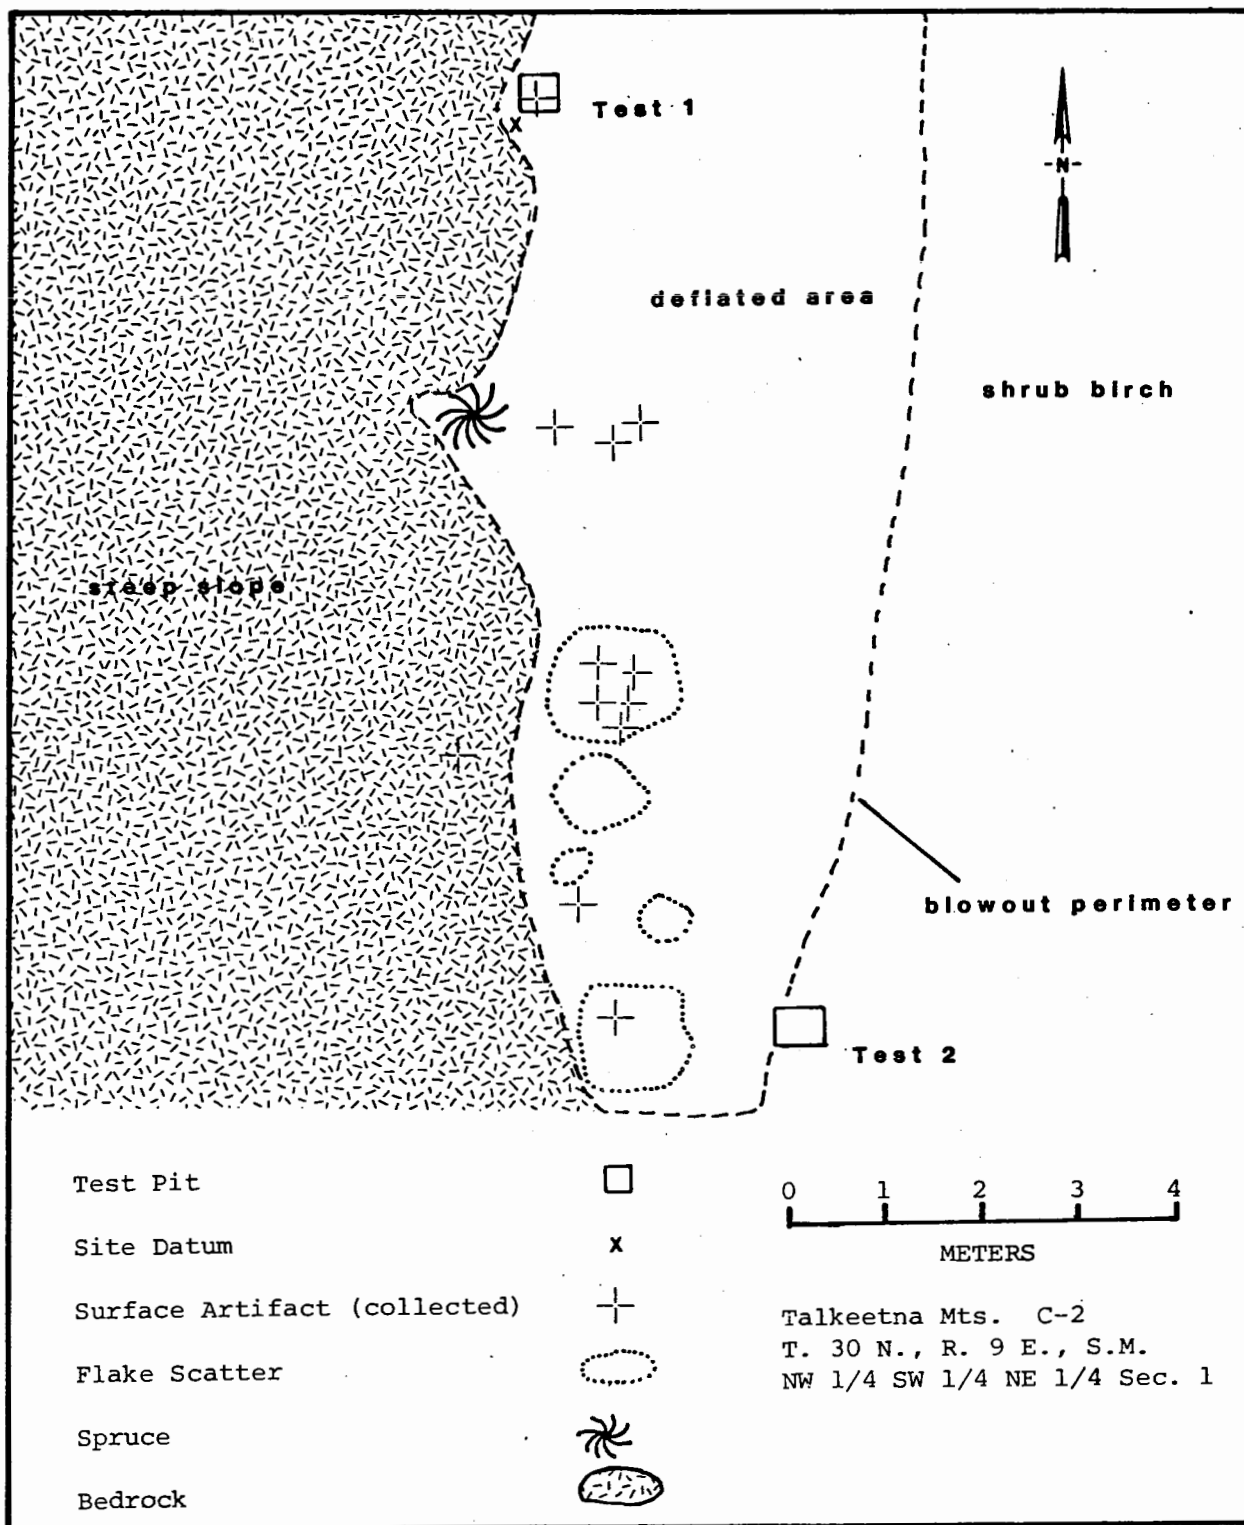 x
Test 1
-N-
deflated area
shrub birch
steep slope
blowout perimeter
Test 2
Test Pit
0 1 2 3 4
Site Datum
x
METERS
Surface Artifact (collected)
Talkeetna Mts. C-2
T. 30 N., R. 9 E., S.M.
Flake Scatter
NW 1/4 SW 1/4 NE 1/4 Sec. 1
Spruce
Bedrock